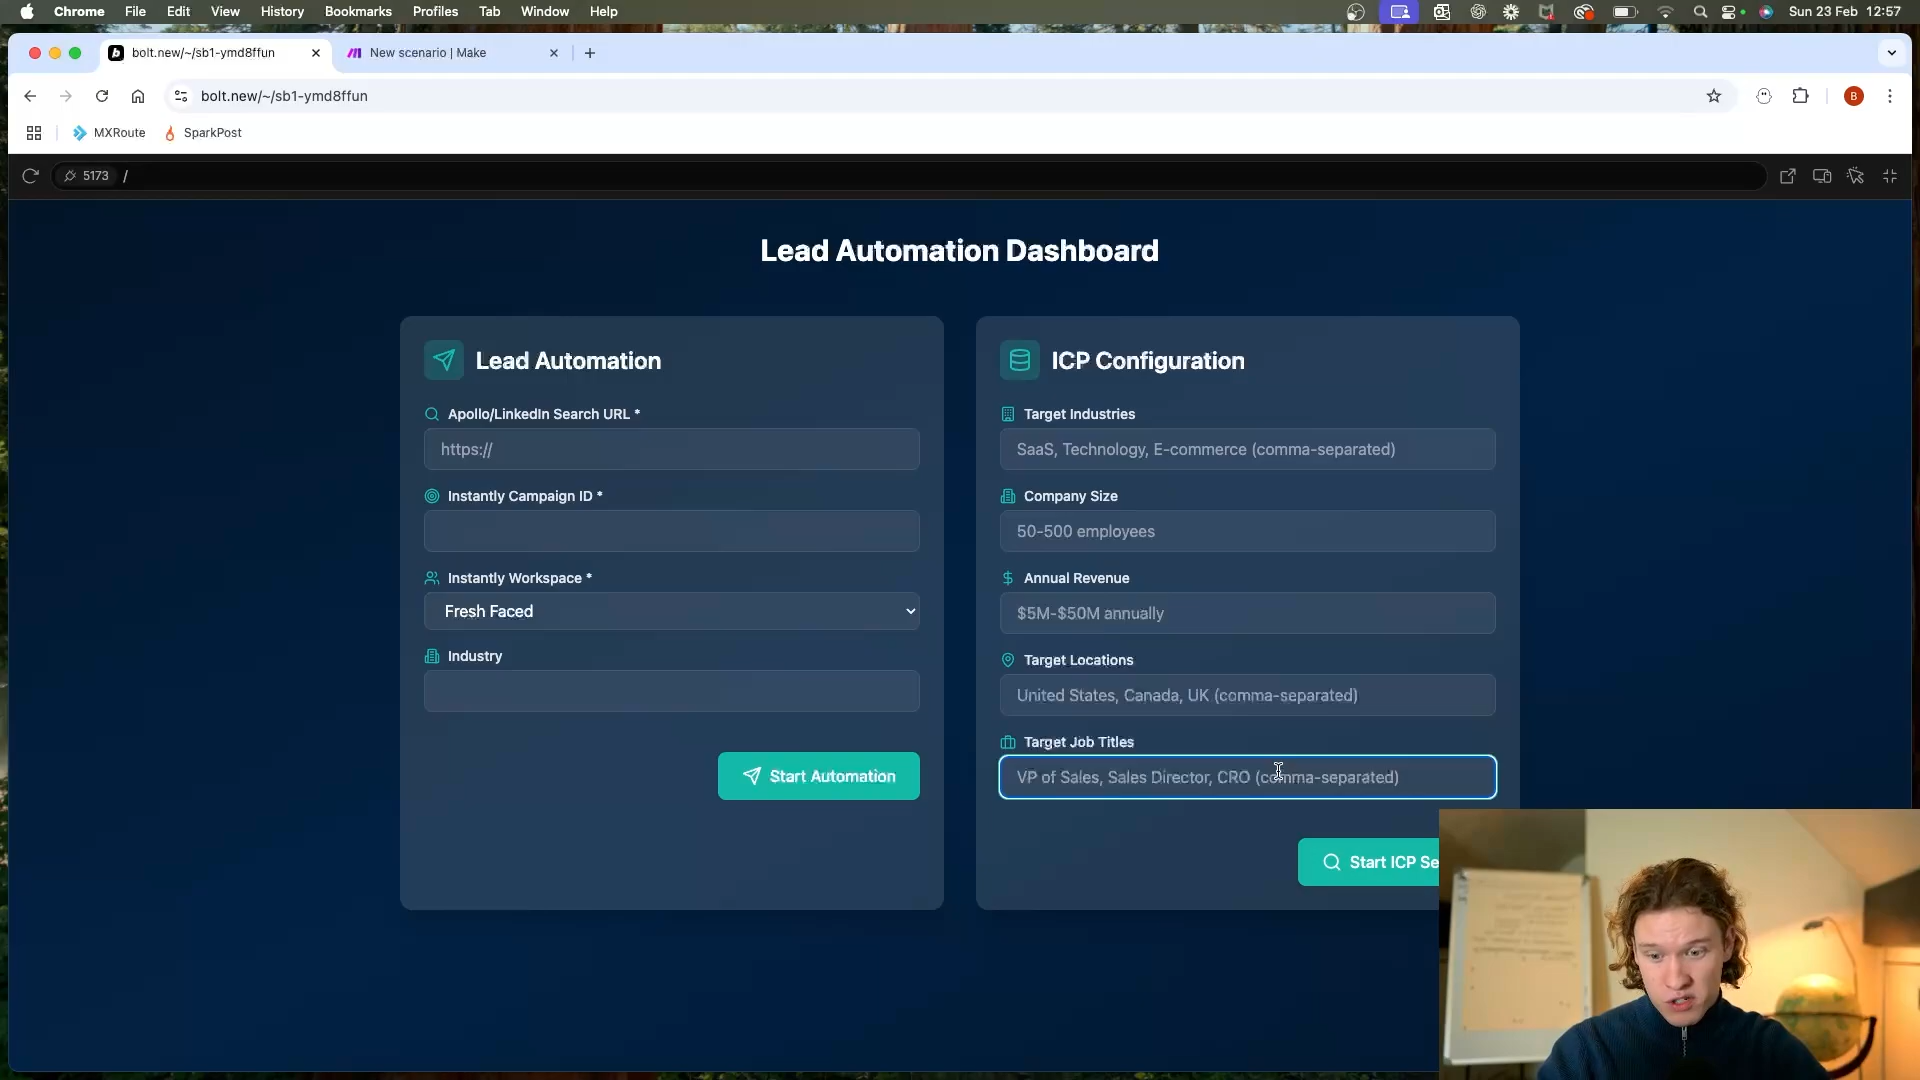 Chrome File Edit View History Bookmarks Profiles Tab Window Help Sun 23 Feb 12:57
bolt.new/~/sb1-ymd8ffun New scenario | Make
bolt.new/~/sb1-ymd8ffun B
MXRoute SparkPost
5173 /
Lead Automation Dashboard
Lead Automation
Apollo/LinkedIn Search URL *
https://
Instantly Campaign ID *
Instantly Workspace *
Fresh Faced
Industry
Start Automation
ICP Configuration
Target Industries
SaaS, Technology, E-commerce (comma-separated)
Company Size
50-500 employees
Annual Revenue
$5M-$50M annually
Target Locations
United States, Canada, UK (comma-separated)
Target Job Titles
VP of Sales, Sales Director, CRO (comma-separated)
Start ICP Se